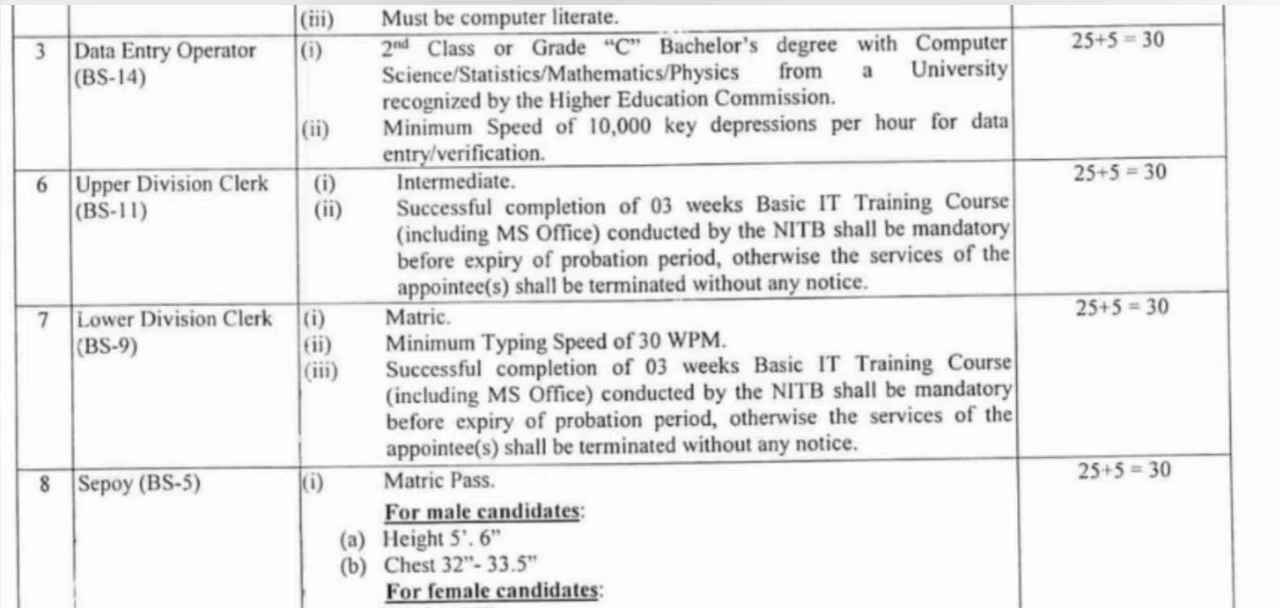 (iii) Must be computer literate.
3 Data Entry Operator (i) 2nd Class or Grade “C” Bachelor’s degree with Computer 25+5 = 30
(BS-14) Science/Statistics/Mathematics/Physics from a University
recognized by the Higher Education Commission.
(ii) Minimum Speed of 10,000 key depressions per hour for data
entry/verification.
6 Upper Division Clerk (i) Intermediate. 25+5 = 30
(BS-11) (ii) Successful completion of 03 weeks Basic IT Training Course
(including MS Office) conducted by the NITB shall be mandatory
before expiry of probation period, otherwise the services of the
appointee(s) shall be terminated without any notice.
7 Lower Division Clerk (i) Matric. 25+5 = 30
(BS-9) (ii) Minimum Typing Speed of 30 WPM.
(iii) Successful completion of 03 weeks Basic IT Training Course
(including MS Office) conducted by the NITB shall be mandatory
before expiry of probation period, otherwise the services of the
appointee(s) shall be terminated without any notice.
8 Sepoy (BS-5) (i) Matric Pass. 25+5 = 30
For male candidates:
(a) Height 5’. 6”
(b) Chest 32”- 33.5”
For female candidates: